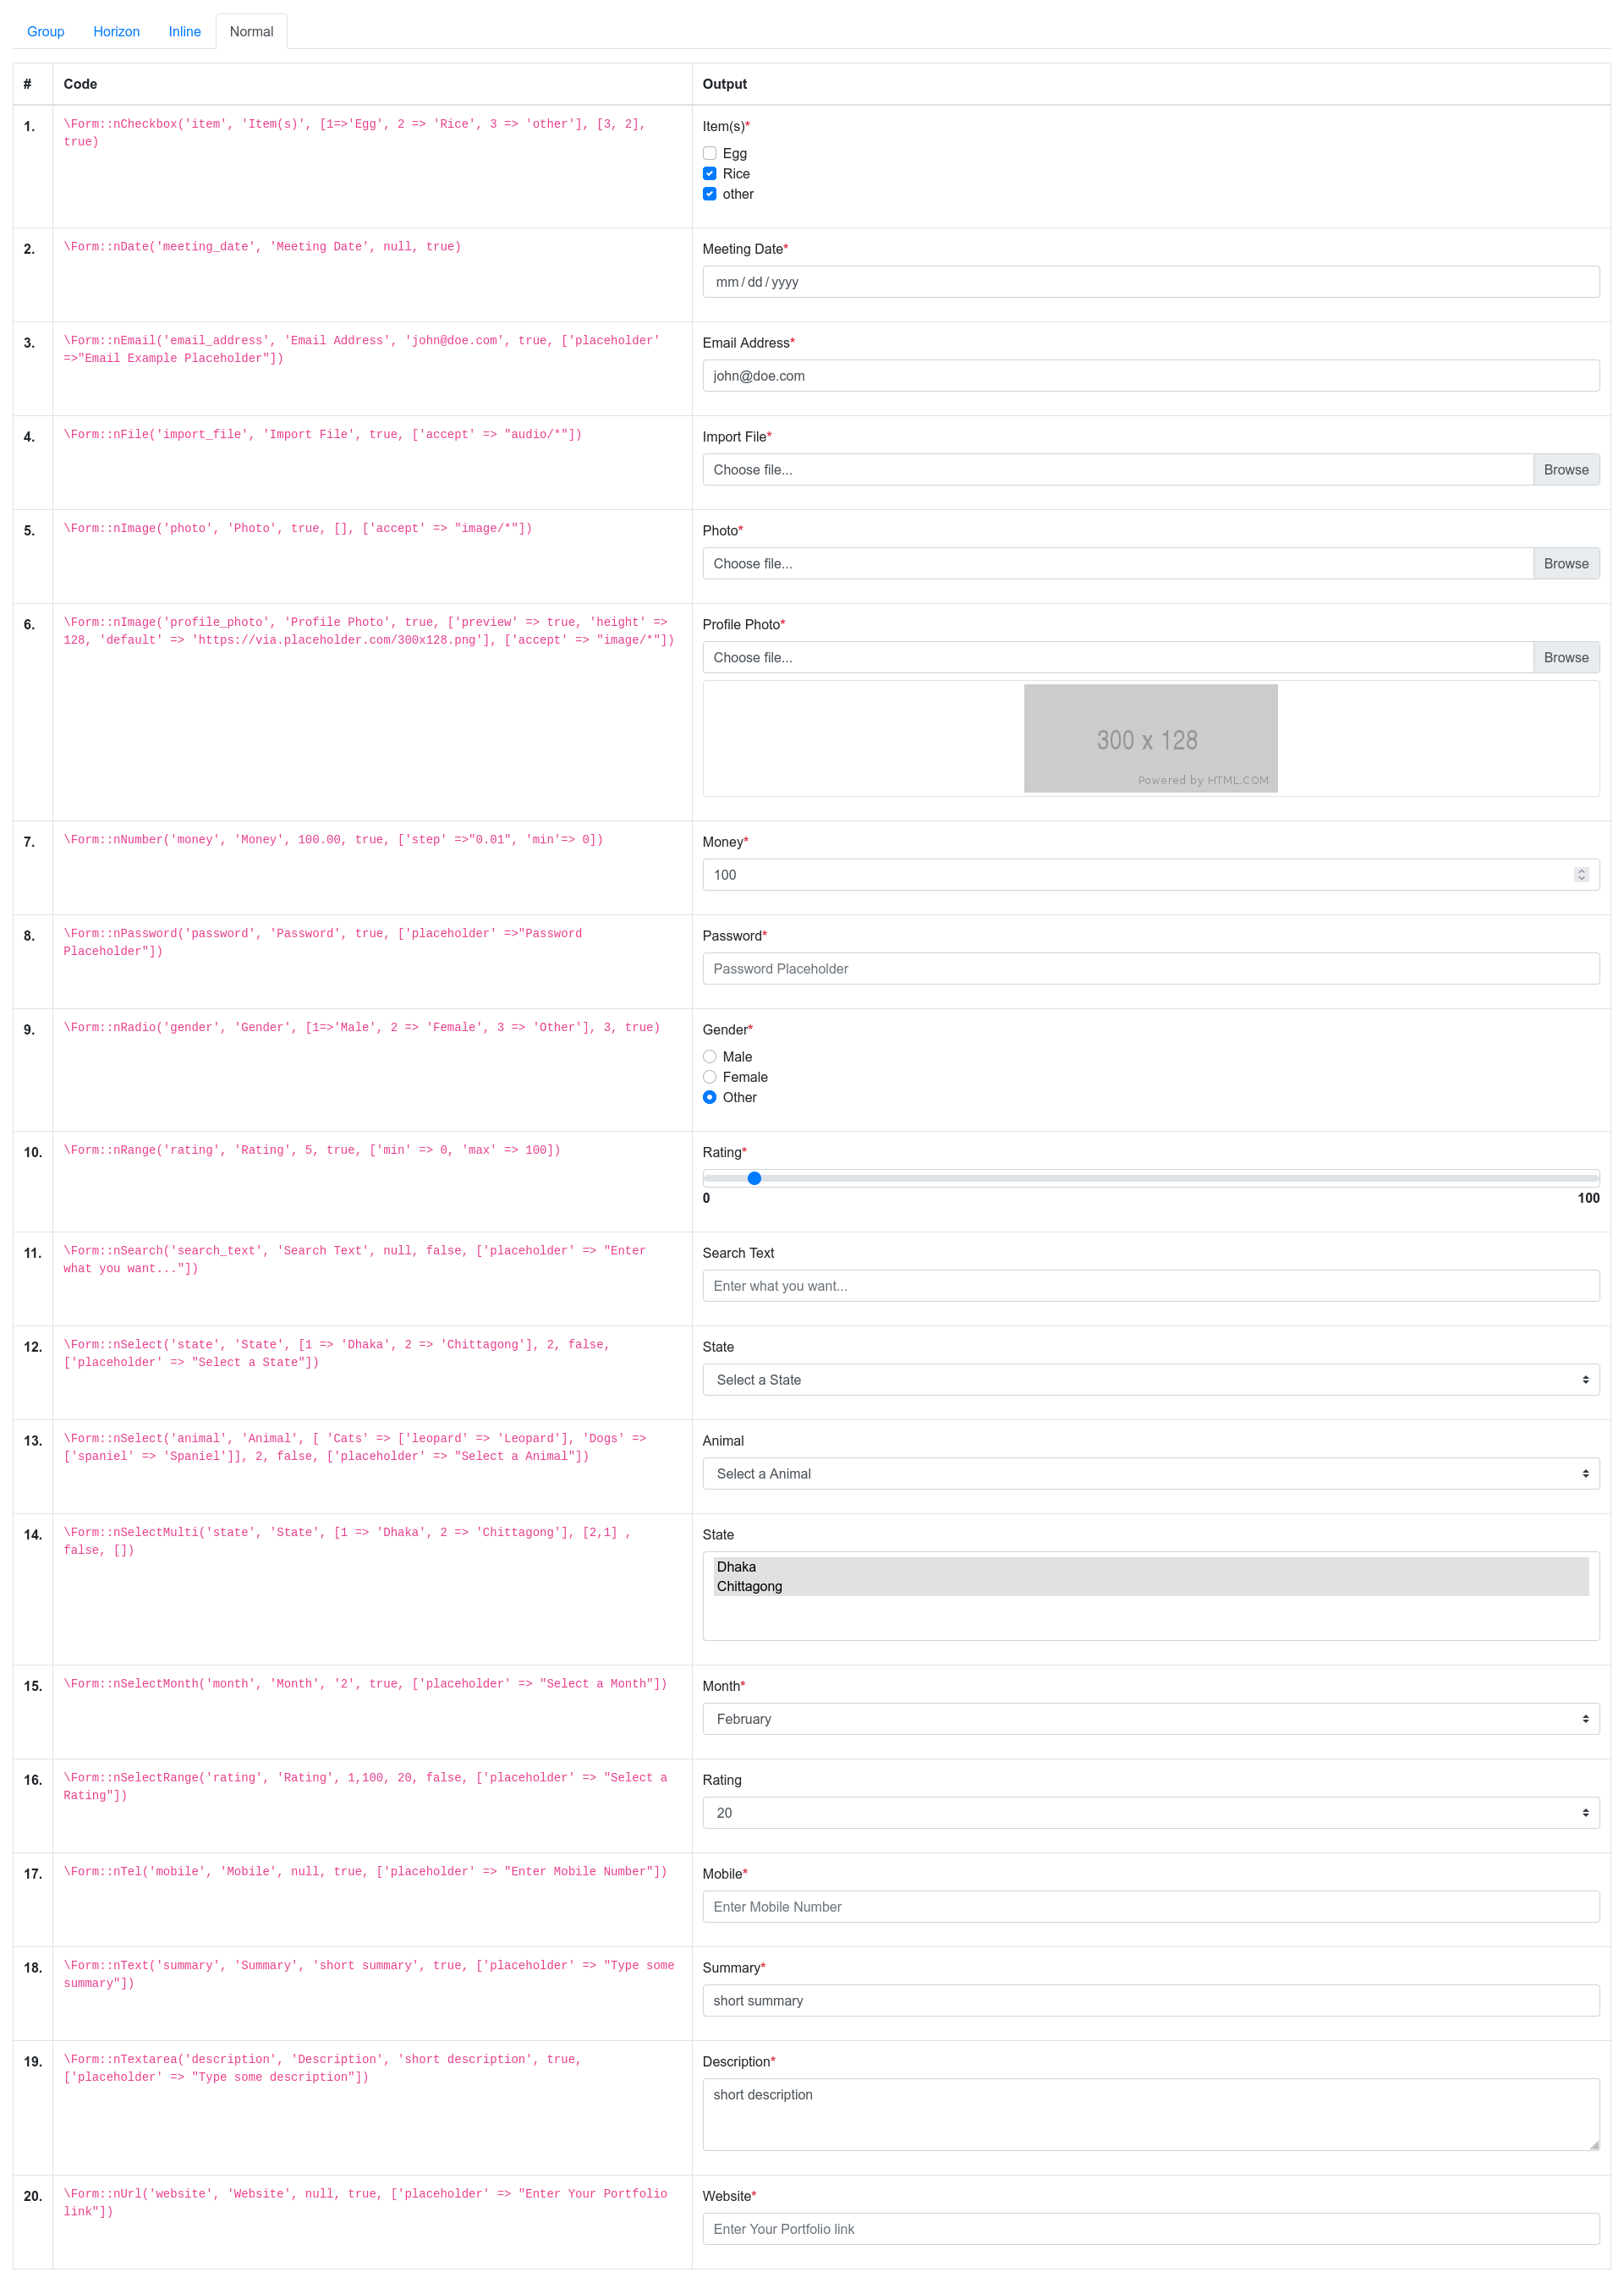 Group Horizon Inline Normal
# Code Output
1. \Form::nCheckbox('item', 'Item(s)', [1=>'Egg', 2 => 'Rice', 3 => 'other'], [3, 2],
true)
Item(s)*
Egg
Rice
other
2. \Form::nDate('meeting_date', 'Meeting Date', null, true)
Meeting Date*
mm/dd/yyyy
3. \Form::nEmail('email_address', 'Email Address', 'john@doe.com', true, ['placeholder'
=>"Email Example Placeholder"])
Email Address*
john@doe.com
4. \Form::nFile('import_file', 'Import File', true, ['accept' => "audio/*"])
Import File*
Choose file... Browse
5. \Form::nImage('photo', 'Photo', true, [], ['accept' => "image/*"])
Photo*
Choose file... Browse
6. \Form::nImage('profile_photo', 'Profile Photo', true, ['preview' => true, 'height' =>
128, 'default' => 'https://via.placeholder.com/300x128.png'], ['accept' => "image/*"])
Profile Photo*
Choose file... Browse
300 x 128
Powered by HTML.COM
7. \Form::nNumber('money', 'Money', 100.00, true, ['step' =>"0.01", 'min'=> 0])
Money*
100
8. \Form::nPassword('password', 'Password', true, ['placeholder' =>"Password
Placeholder"])
Password*
Password Placeholder
9. \Form::nRadio('gender', 'Gender', [1=>'Male', 2 => 'Female', 3 => 'Other'], 3, true)
Gender*
Male
Female
Other
10. \Form::nRange('rating', 'Rating', 5, true, ['min' => 0, 'max' => 100])
Rating*
0 100
11. \Form::nSearch('search_text', 'Search Text', null, false, ['placeholder' => "Enter
what you want..."])
Search Text
Enter what you want...
12. \Form::nSelect('state', 'State', [1 => 'Dhaka', 2 => 'Chittagong'], 2, false,
['placeholder' => "Select a State"])
State
Select a State
13. \Form::nSelect('animal', 'Animal', [ 'Cats' => ['leopard' => 'Leopard'], 'Dogs' =>
['spaniel' => 'Spaniel']], 2, false, ['placeholder' => "Select a Animal"])
Animal
Select a Animal
14. \Form::nSelectMulti('state', 'State', [1 => 'Dhaka', 2 => 'Chittagong'], [2,1] ,
false, [])
State
Dhaka
Chittagong
15. \Form::nSelectMonth('month', 'Month', '2', true, ['placeholder' => "Select a Month"])
Month*
February
16. \Form::nSelectRange('rating', 'Rating', 1,100, 20, false, ['placeholder' => "Select a
Rating"])
Rating
20
17. \Form::nTel('mobile', 'Mobile', null, true, ['placeholder' => "Enter Mobile Number"])
Mobile*
Enter Mobile Number
18. \Form::nText('summary', 'Summary', 'short summary', true, ['placeholder' => "Type some
summary"])
Summary*
short summary
19. \Form::nTextarea('description', 'Description', 'short description', true,
['placeholder' => "Type some description"])
Description*
short description
20. \Form::nUrl('website', 'Website', null, true, ['placeholder' => "Enter Your Portfolio
link"])
Website*
Enter Your Portfolio link